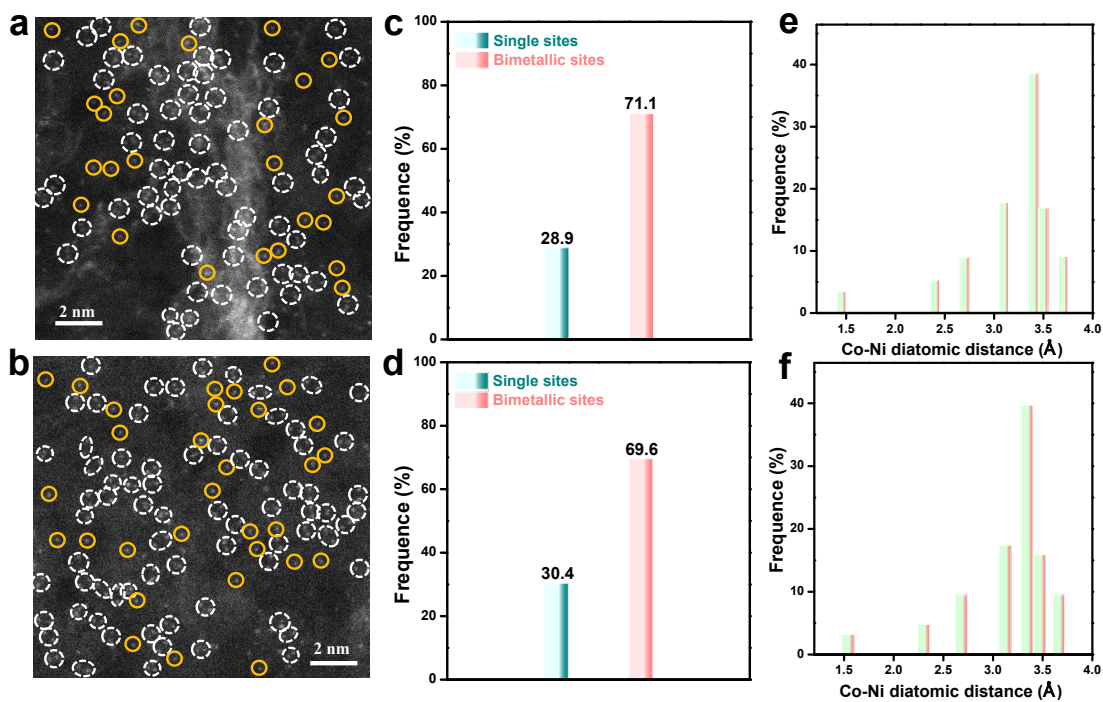 a
2 nm
b
2 nm
c
Single sites
Bimetallic sites
71.1
28.9
100
80
60
40
20
0
Frequence (%)
d
Single sites
Bimetallic sites
69.6
30.4
100
80
60
40
20
0
Frequence (%)
e
40
30
20
10
0
Frequence (%)
1.5 2.0 2.5 3.0 3.5 4.0
Co-Ni diatomic distance (Å)
f
40
30
20
10
0
Frequence (%)
1.5 2.0 2.5 3.0 3.5 4.0
Co-Ni diatomic distance (Å)